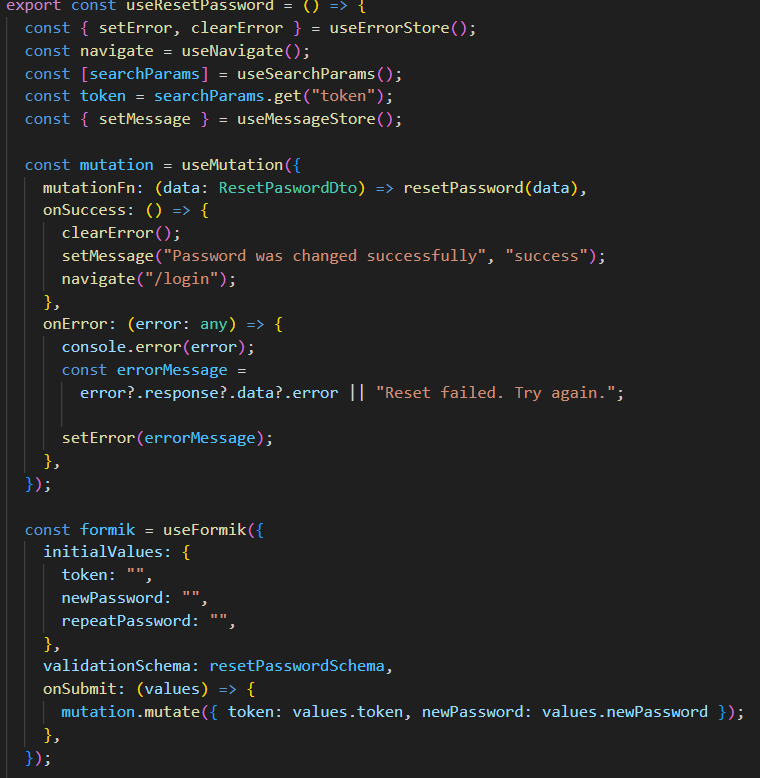 export const useResetPassword = () => {
const { setError, clearError } = useErrorStore();
const navigate = useNavigate();
const [searchParams] = useSearchParams();
const token = searchParams.get("token");
const { setMessage } = useMessageStore();
const mutation = useMutation({
mutationFn: (data: ResetPaswordDto) => resetPassword(data),
onSuccess: () => {
clearError();
setMessage("Password was changed successfully", "success");
navigate("/login");
},
onError: (error: any) => {
console.error(error);
const errorMessage =
error?.response?.data?.error || "Reset failed. Try again.";
setError(errorMessage);
},
});
const formik = useFormik({
initialValues: {
token: "",
newPassword: "",
repeatPassword: "",
},
validationSchema: resetPasswordSchema,
onSubmit: (values) => {
mutation.mutate({ token: values.token, newPassword: values.newPassword });
},
});